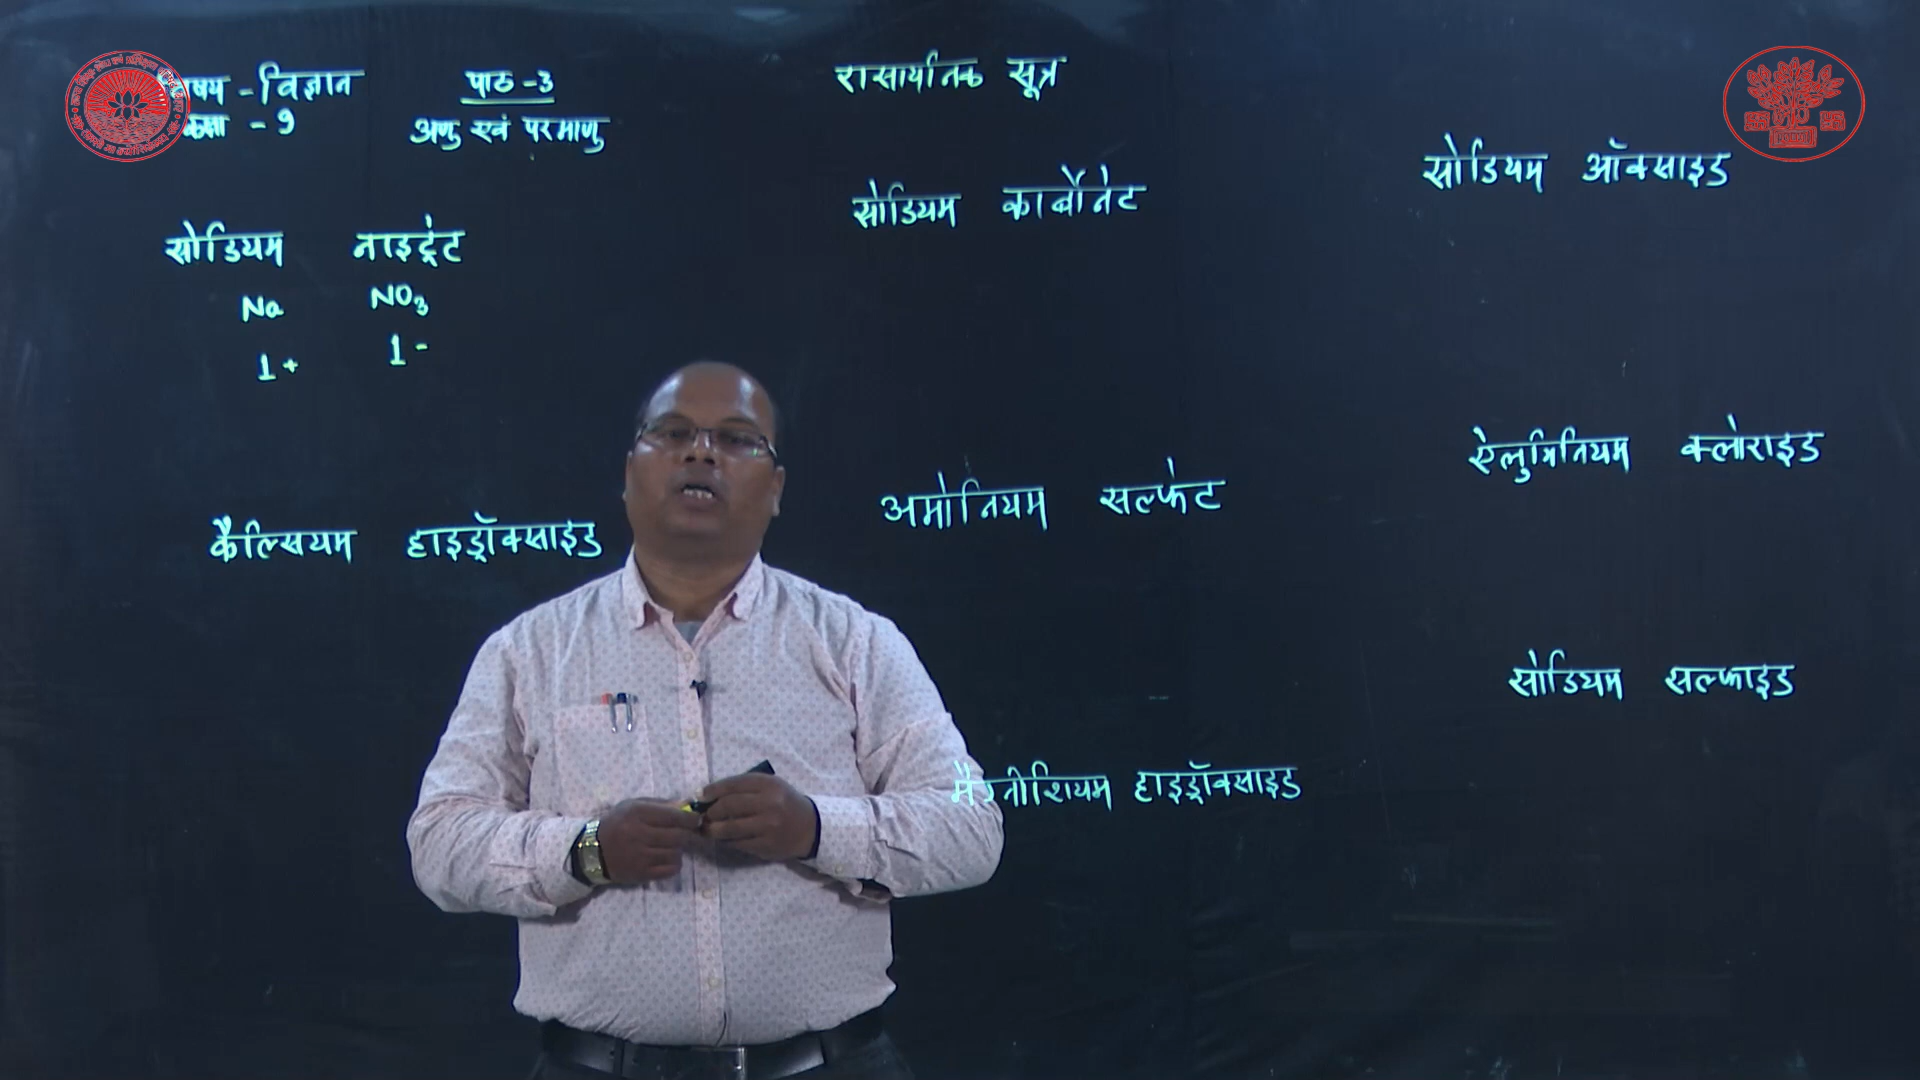 विषय - विज्ञान
कक्षा - 9
पाठ - 3
अणु एवं परमाणु
रासायनिक सूत्र
सोडियम नाइट्रेट
Na NO₃
1+ 1-
कैल्सियम हाइड्रॉक्साइड
सोडियम कार्बोनेट
अमोनियम सल्फेट
मैग्नीशियम हाइड्रॉक्साइड
सोडियम ऑक्साइड
ऐलुमिनियम क्लोराइड
सोडियम सल्फाइड